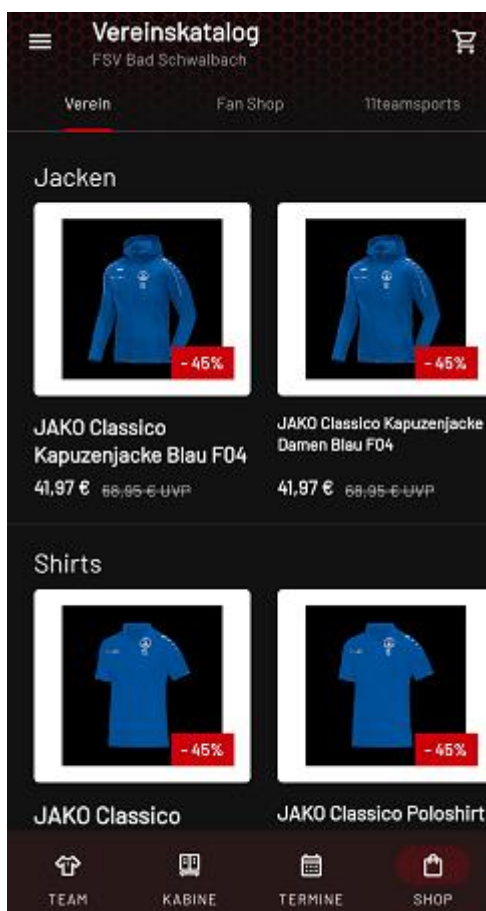 Vereinskatalog
FSV Bad Schwalbach
Verein Fan Shop 11teamsports
Jacken
- 45% - 45%
JAKO Classico
Kapuzenjacke Blau F04
41,97 € 68,95 € UVP
JAKO Classico Kapuzenjacke
Damen Blau F04
41,97 € 68,95 € UVP
Shirts
- 45% - 45%
JAKO Classico
JAKO Classico Poloshirt
TEAM KABINE TERMINE SHOP